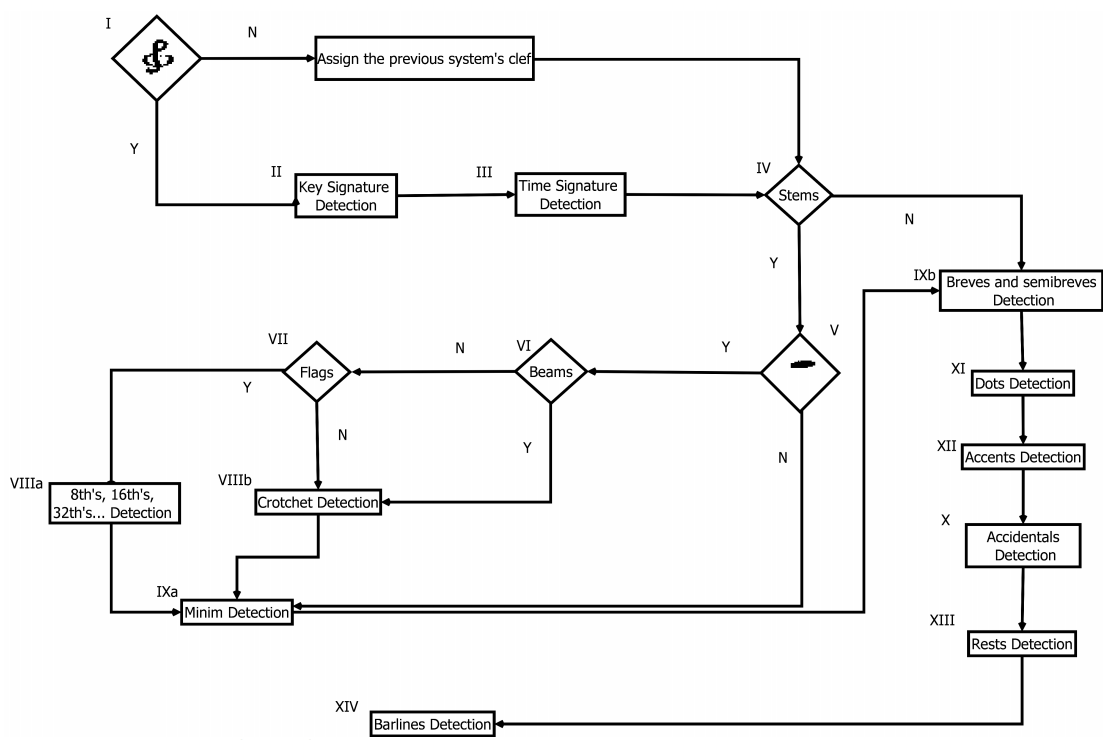 I
N
Assign the previous system's clef
Y
II
Key Signature
Detection
III
Time Signature
Detection
IV
Stems
N
Y
IXb
Breves and semibreves
Detection
V
Y
N
VI
Beams
N
Y
VII
Flags
Y
N
VIIIa
8th's, 16th's,
32th's... Detection
VIIIb
Crotchet Detection
IXa
Minim Detection
XI
Dots Detection
XII
Accents Detection
X
Accidentals
Detection
XIII
Rests Detection
XIV
Barlines Detection